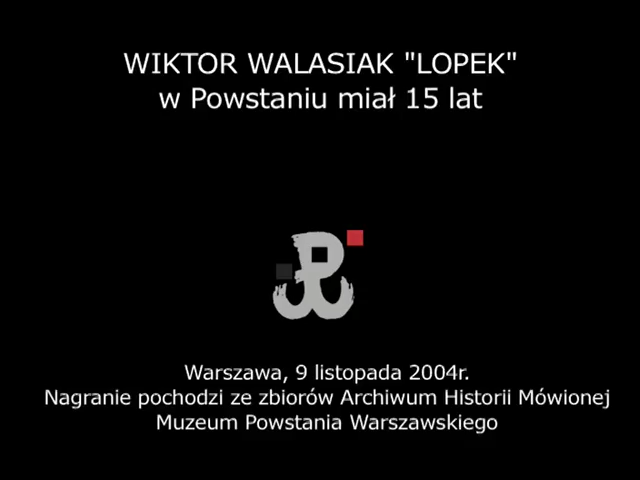 WIKTOR WALASIAK "LOPEK"
w Powstaniu miał 15 lat
Warszawa, 9 listopada 2004r.
Nagranie pochodzi ze zbiorów Archiwum Historii Mówionej
Muzeum Powstania Warszawskiego